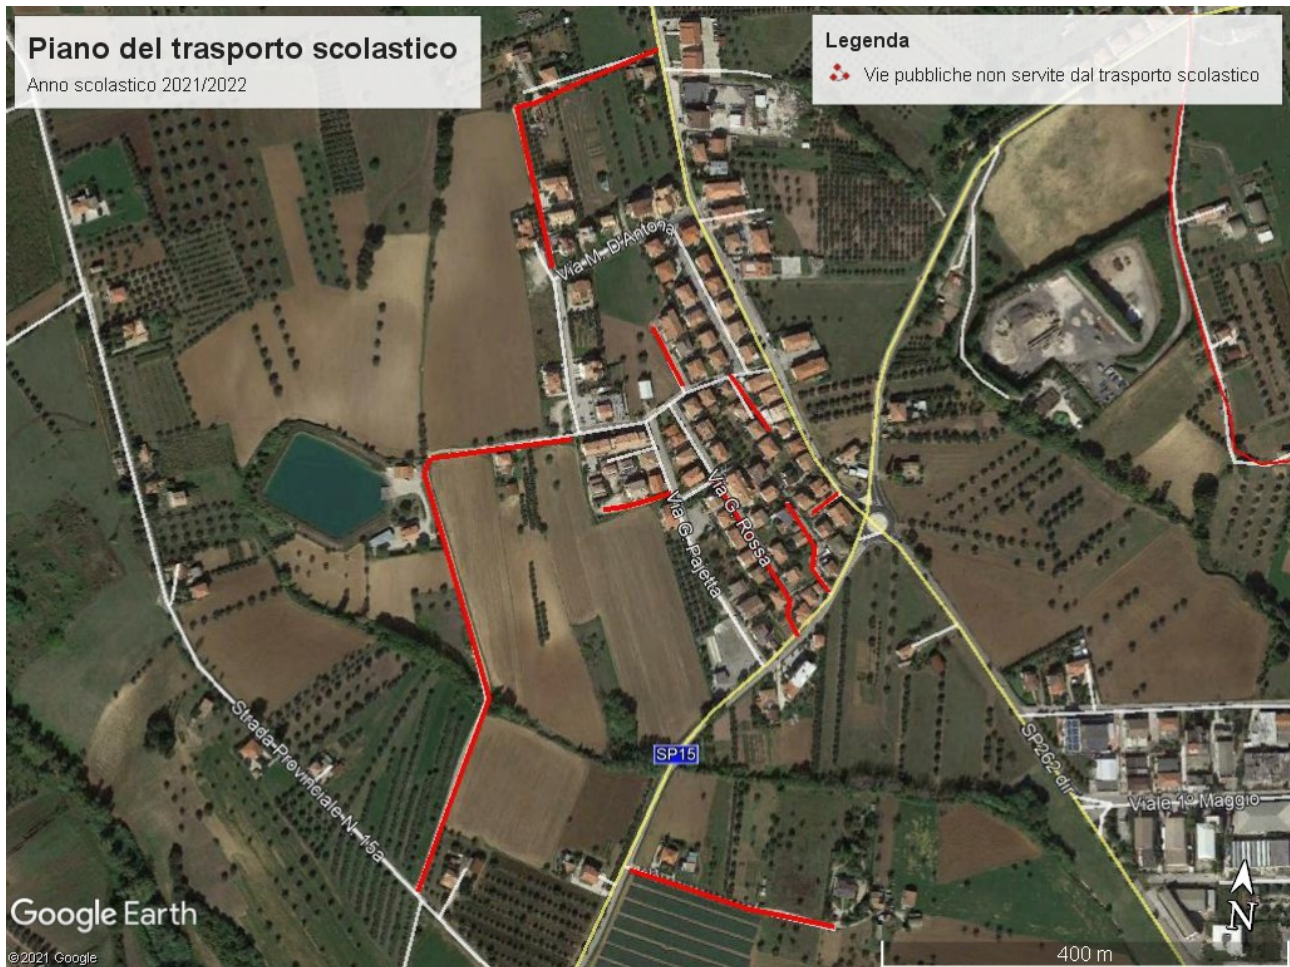 Piano del trasporto scolastico
Anno scolastico 2021/2022
Legenda
Vie pubbliche non servite dal trasporto scolastico
Via M. D'Antona
Via G. Rossa
Via G. Pajetta
Strada Provinciale N. 15a
SP15
SP262 dir
Viale 1° Maggio
Google Earth
N
400 m
©2021 Google